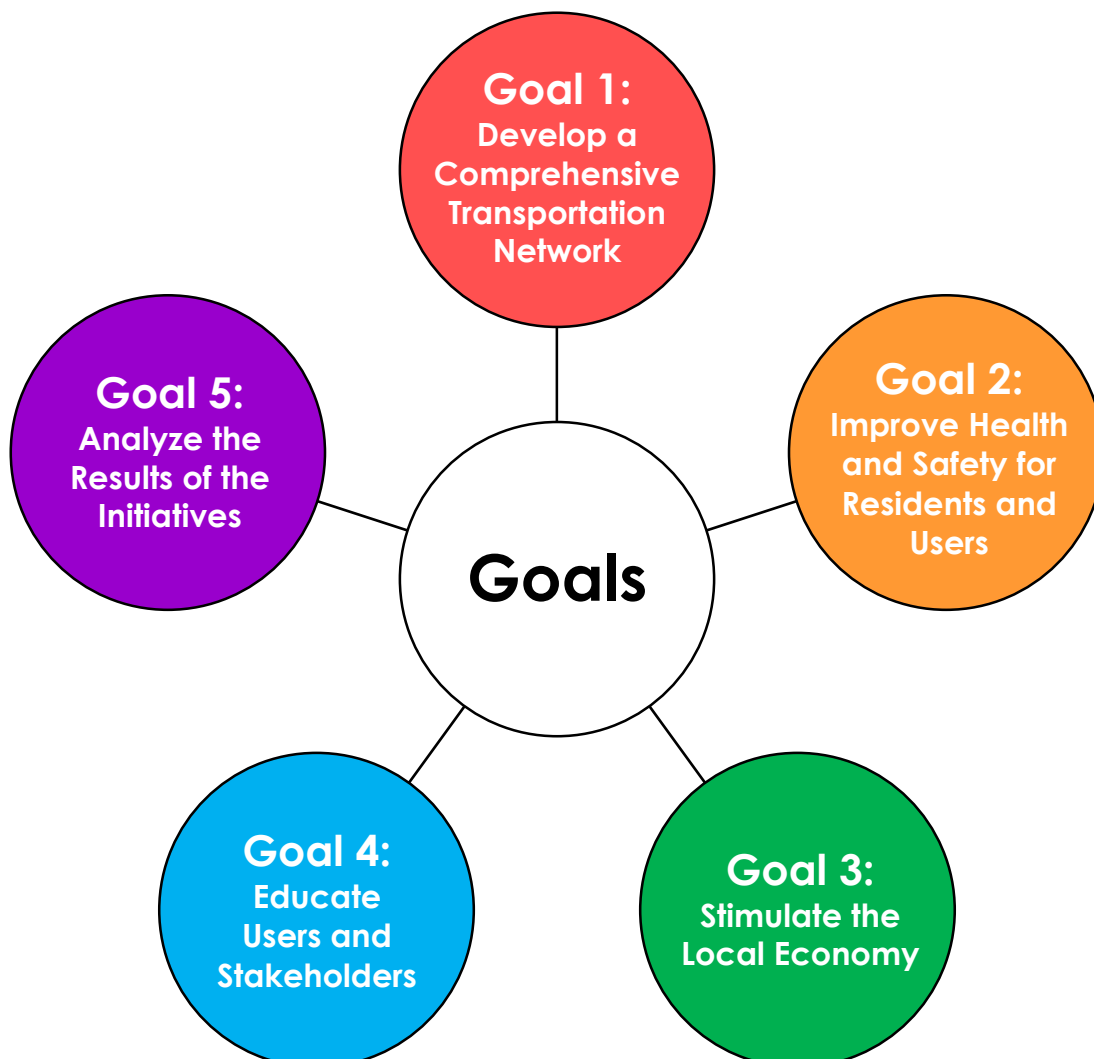 Goal 1:
Develop a
Comprehensive
Transportation
Network
Goal 5:
Analyze the
Results of the
Initiatives
Goal 2:
Improve Health
and Safety for
Residents and
Users
Goals
Goal 4:
Educate
Users and
Stakeholders
Goal 3:
Stimulate the
Local Economy